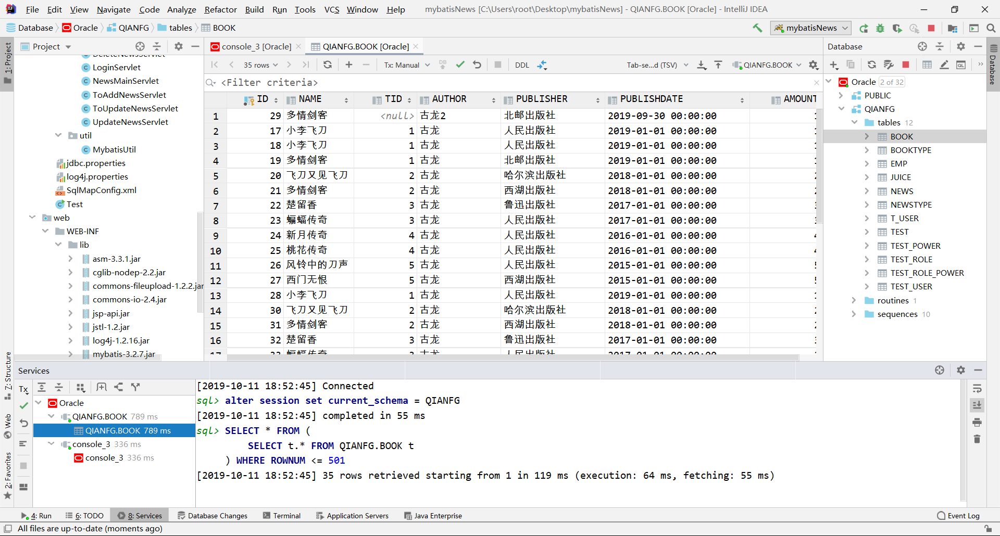 File Edit View Navigate Code Analyze Refactor Build Run Tools VCS Window Help mybatisNews [C:\Users\root\Desktop\mybatisNews] - QIANFG.BOOK [Oracle] - IntelliJ IDEA
Database Oracle QIANFG tables BOOK mybatisNews
1: Project
7: Structure
Web
2: Favorites
Project
DeleteNewsServlet
LoginServlet
NewsMainServlet
ToAddNewsServlet
ToUpdateNewsServlet
UpdateNewsServlet
util
MybatisUtil
jdbc.properties
log4j.properties
SqlMapConfig.xml
Test
web
WEB-INF
lib
asm-3.3.1.jar
cglib-nodep-2.2.jar
commons-fileupload-1.2.2.jar
commons-io-2.4.jar
jsp-api.jar
jstl-1.2.jar
log4j-1.2.16.jar
mybatis-3.2.7.jar
console_3 [Oracle] QIANFG.BOOK [Oracle]
35 rows Tx: Manual DB DDL Tab-se...d (TSV) QIANFG.BOOK
<Filter criteria>
ID NAME TID AUTHOR PUBLISHER PUBLISHDATE AMOUNT
1 29 多情剑客 <null> 古龙2 北邮出版社 2019-09-30 00:00:00
2 17 小李飞刀 1 古龙 人民出版社 2019-01-01 00:00:00
3 18 小李飞刀 1 古龙 人民出版社 2019-01-01 00:00:00
4 19 多情剑客 1 古龙 北邮出版社 2019-01-01 00:00:00
5 20 飞刀又见飞刀 2 古龙 哈尔滨出版社 2018-01-01 00:00:00
6 21 多情剑客 2 古龙 西湖出版社 2018-01-01 00:00:00
7 22 楚留香 3 古龙 鲁迅出版社 2017-01-01 00:00:00
8 23 蝙蝠传奇 3 古龙 人民出版社 2017-01-01 00:00:00
9 24 新月传奇 4 古龙 人民出版社 2016-01-01 00:00:00
10 25 桃花传奇 4 古龙 人民出版社 2016-01-01 00:00:00
11 26 风铃中的刀声 5 古龙 人民出版社 2015-01-01 00:00:00
12 27 西门无恨 5 古龙 西湖出版社 2015-01-01 00:00:00
13 28 小李飞刀 1 古龙 人民出版社 2019-01-01 00:00:00
14 30 飞刀又见飞刀 2 古龙 哈尔滨出版社 2018-01-01 00:00:00
15 31 多情剑客 2 古龙 西湖出版社 2018-01-01 00:00:00
16 32 楚留香 3 古龙 鲁迅出版社 2017-01-01 00:00:00
17 33 蝙蝠传奇 3 古龙 人民出版社 2017-01-01 00:00:00
Database
QL
Oracle 2 of 32
PUBLIC
QIANFG
tables 12
BOOK
BOOKTYPE
EMP
JUICE
NEWS
NEWSTYPE
T_USER
TEST
TEST_POWER
TEST_ROLE
TEST_ROLE_POWER
TEST_USER
routines 1
sequences 10
Database
Services
Tx
Oracle
QIANFG.BOOK 789 ms
QIANFG.BOOK 789 ms
console_3 336 ms
console_3 336 ms
[2019-10-11 18:52:45] Connected
sql> alter session set current_schema = QIANFG
[2019-10-11 18:52:45] completed in 55 ms
sql> SELECT * FROM (
SELECT t.* FROM QIANFG.BOOK t
) WHERE ROWNUM <= 501
[2019-10-11 18:52:45] 35 rows retrieved starting from 1 in 119 ms (execution: 64 ms, fetching: 55 ms)
4: Run 6: TODO 8: Services Database Changes Terminal Application Servers Java Enterprise Event Log
All files are up-to-date (moments ago)